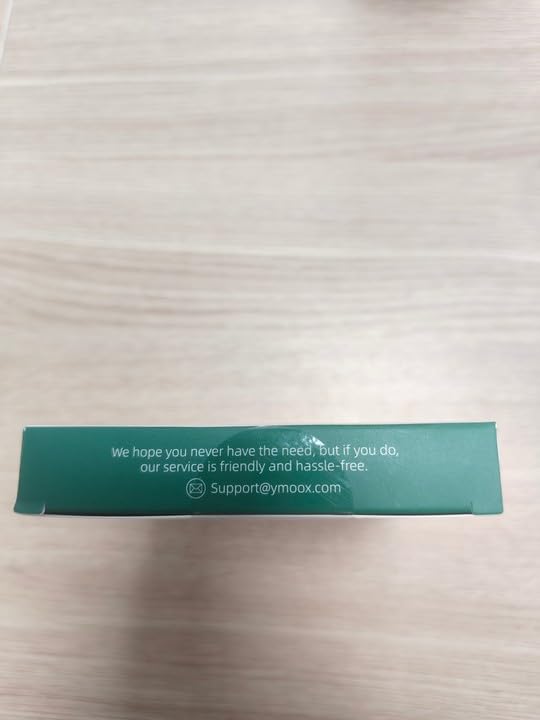 We hope you never have the need, but if you do,
our service is friendly and hassle-free.
Support@ymoox.com